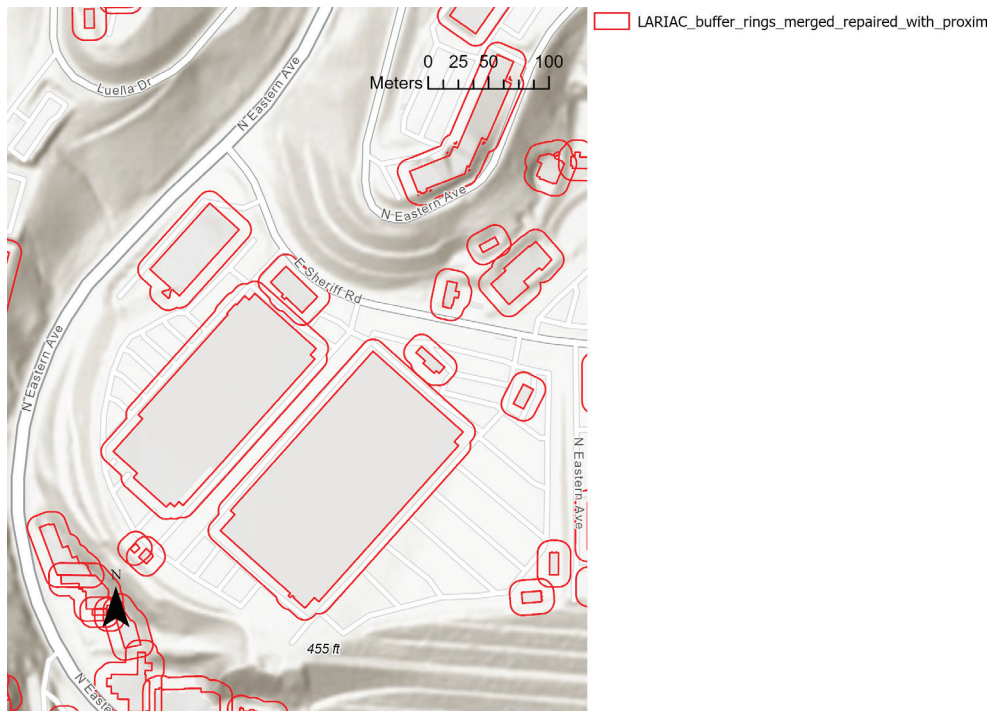 LARIAC_buffer_rings_merged_repaired_with_proxim
0 25 50 100
Meters
Luella Dr
N Eastern Ave
N Eastern Ave
E Sheriff Rd
N Eastern Ave
N Eastern Ave
N
455 ft
N Easte